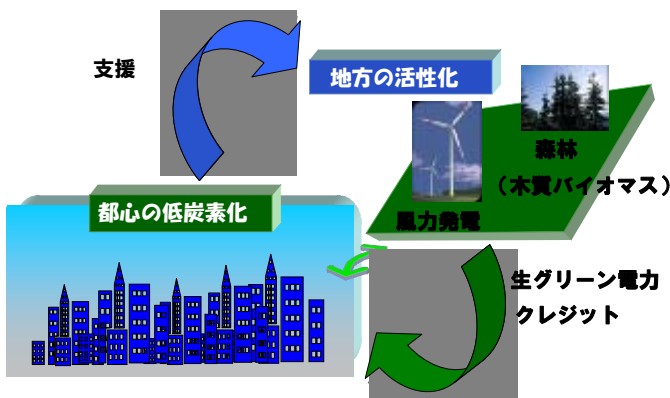 支援
地方の活性化
森林
（木質バイオマス）
風力発電
都心の低炭素化
生グリーン電力
クレジット